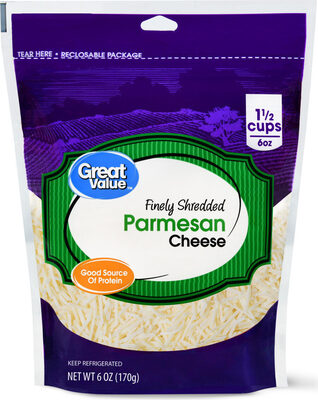 TEAR HERE • RECLOSABLE PACKAGE
1½
cups
6oz
Great
Value™
Finely Shredded
Parmesan
Cheese
Good Source
Of Protein
KEEP REFRIGERATED
NET WT 6 OZ (170g)